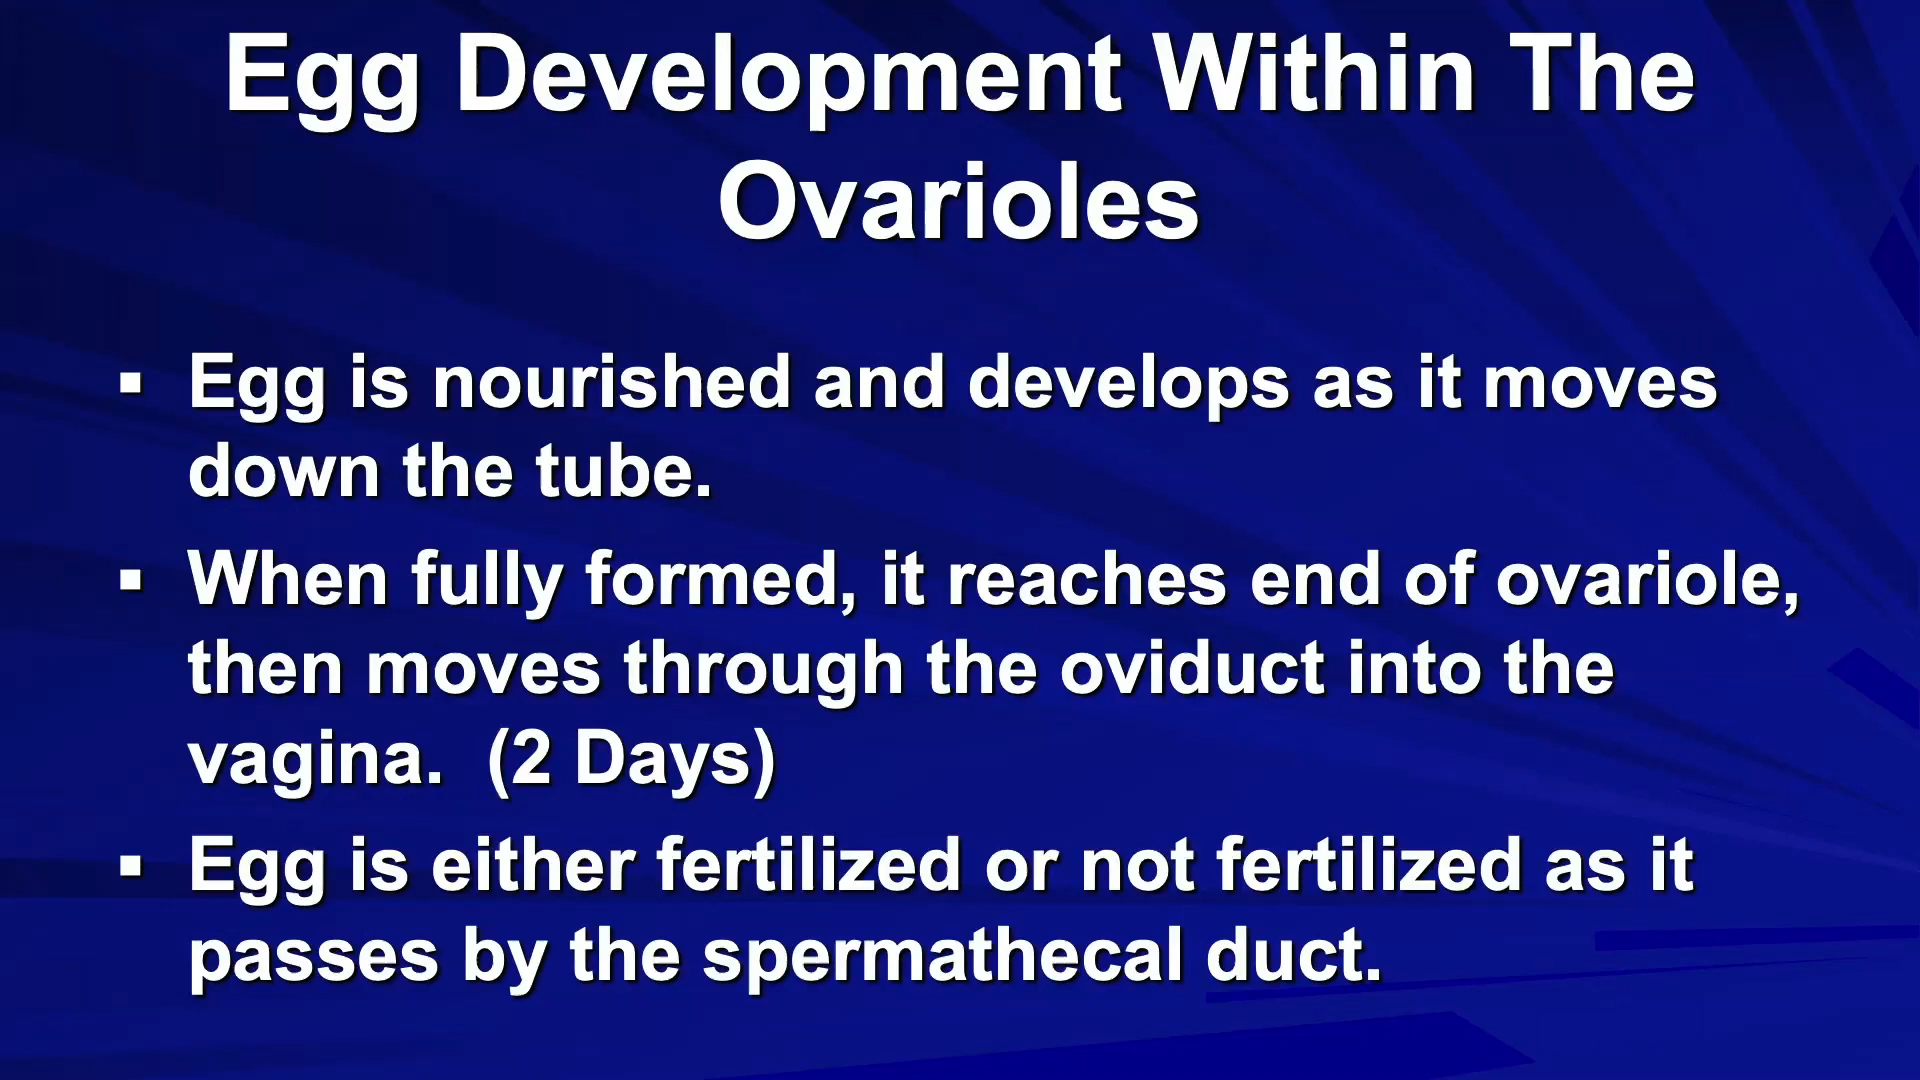 Egg Development Within The
Ovarioles
▪ Egg is nourished and develops as it moves
down the tube.
▪ When fully formed, it reaches end of ovariole,
then moves through the oviduct into the
vagina.  (2 Days)
▪ Egg is either fertilized or not fertilized as it
passes by the spermathecal duct.